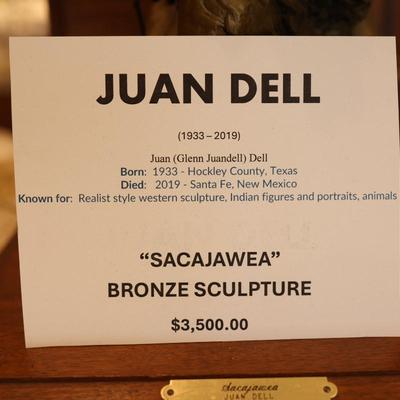 JUAN DELL
(1933 – 2019)
Juan (Glenn Juandell) Dell
Born: 1933 - Hockley County, Texas
Died: 2019 - Santa Fe, New Mexico
Known for: Realist style western sculpture, Indian figures and portraits, animals
“SACAJAWEA”
BRONZE SCULPTURE
$3,500.00
Sacajawea
JUAN DELL